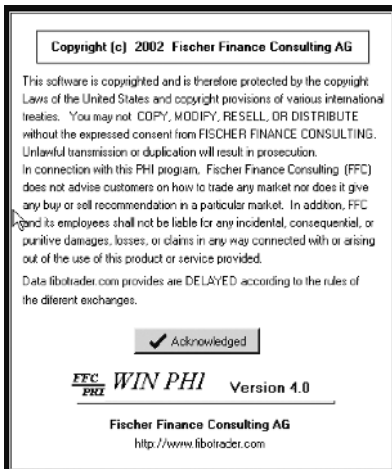 Copyright (c) 2002 Fischer Finance Consulting AG
This software is copyrighted and is therefore protected by the copyright
Laws of the United States and copyright provisions of various international
treaties. You may not COPY, MODIFY, RESELL, OR DISTRIBUTE
without the expressed consent from FISCHER FINANCE CONSULTING.
Unlawful transmission or duplication will result in prosecution.
In connection with this PHI program, Fischer Finance Consulting (FFC)
does not advise customers on how to trade any market nor does it give
any buy or sell recommendation in a particular market. In addition, FFC
and its employees shall not be liable for any incidental, consequential, or
punitive damages, losses, or claims in any way connected with or arising
out of the use of this product or service provided.
Data fibotrader.com provides are DELAYED according to the rules of
the diferent exchanges.
Acknowledged
FFC
PHI WIN PHI Version 4.0
Fischer Finance Consulting AG
http://www.fibotrader.com